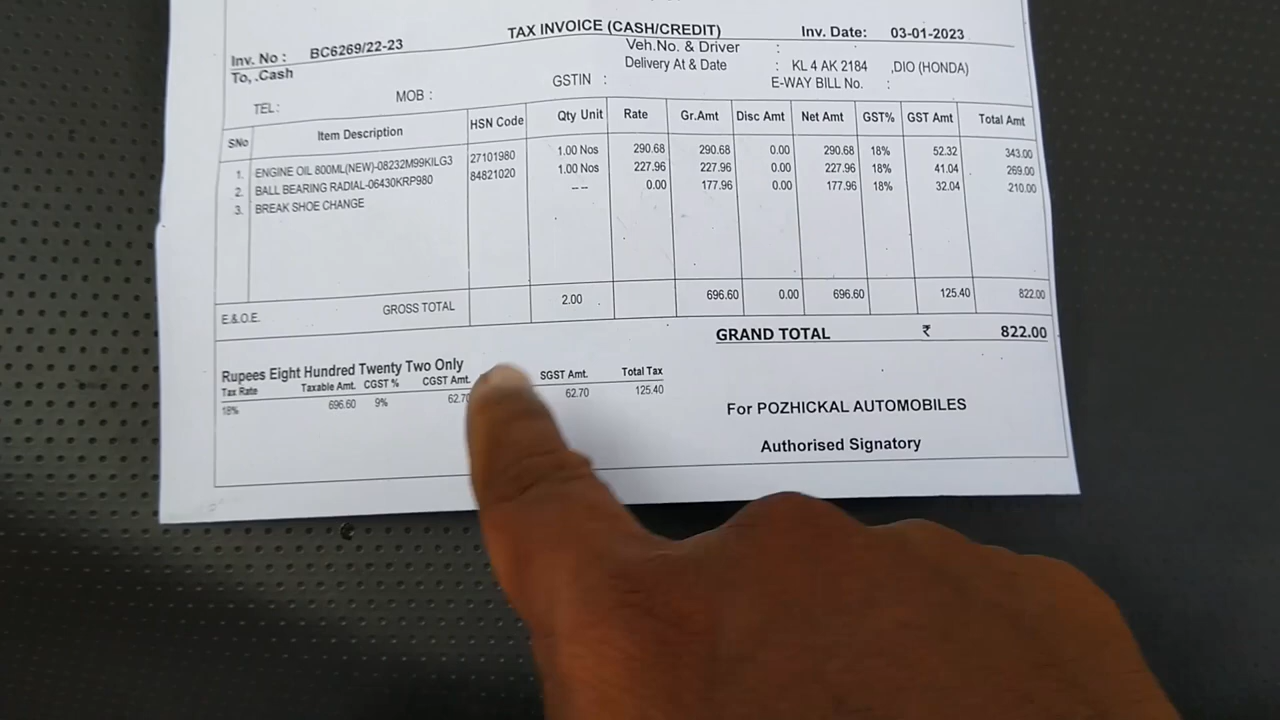 TAX INVOICE (CASH/CREDIT)
Inv. No : BC6269/22-23
Inv. Date: 03-01-2023
To, .Cash
Veh.No. & Driver :
Delivery At & Date : KL 4 AK 2184 ,DIO (HONDA)
TEL : MOB : GSTIN : E-WAY BILL No. :
SNo Item Description HSN Code Qty Unit Rate Gr.Amt Disc Amt Net Amt GST% GST Amt Total Amt
1. ENGINE OIL 800ML(NEW)-08232M99KILG3 27101980 1.00 Nos 290.68 290.68 0.00 290.68 18% 52.32 343.00
2. BALL BEARING RADIAL-06430KRP980 84821020 1.00 Nos 227.96 227.96 0.00 227.96 18% 41.04 269.00
3. BREAK SHOE CHANGE -- 0.00 177.96 0.00 177.96 18% 32.04 210.00
E.&.O.E. GROSS TOTAL 2.00 696.60 0.00 696.60 125.40 822.00
GRAND TOTAL ₹ 822.00
Rupees Eight Hundred Twenty Two Only
Tax Rate Taxable Amt. CGST % CGST Amt. SGST Amt. Total Tax
18% 696.60 9% 62.70 62.70 125.40
For POZHICKAL AUTOMOBILES
Authorised Signatory